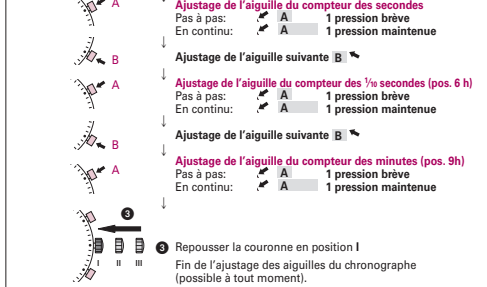 A
Ajustage de l'aiguille du compteur des secondes
Pas à pas: A 1 pression brève
En continu: A 1 pression maintenue
B
Ajustage de l'aiguille suivante B
A
Ajustage de l'aiguille du compteur des 1/10 secondes (pos. 6 h)
Pas à pas: A 1 pression brève
En continu: A 1 pression maintenue
B
Ajustage de l'aiguille suivante B
A
Ajustage de l'aiguille du compteur des minutes (pos. 9h)
Pas à pas: A 1 pression brève
En continu: A 1 pression maintenue
3
I II III
3 Repousser la couronne en position I
Fin de l'ajustage des aiguilles du chronographe
(possible à tout moment).